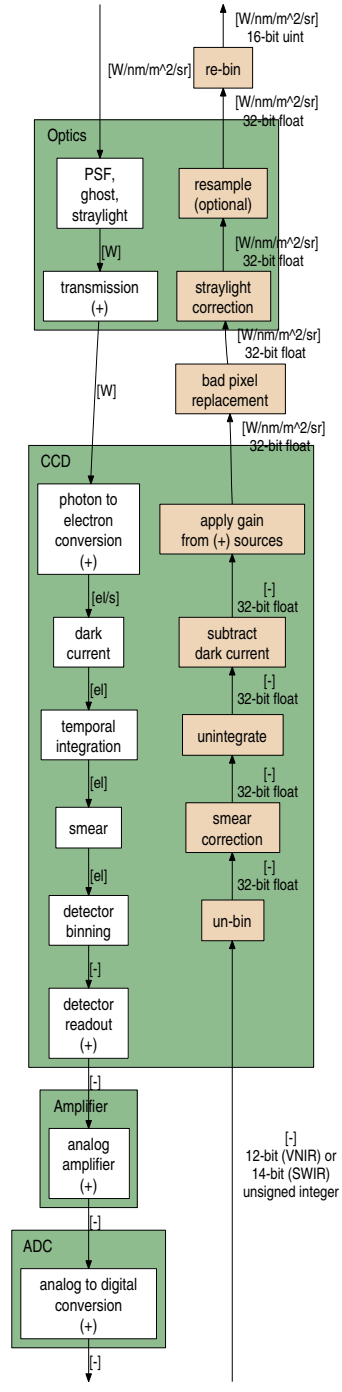 [W/nm/m^2/sr]
16-bit uint
[W/nm/m^2/sr]
re-bin
[W/nm/m^2/sr]
32-bit float
Optics
PSF,
ghost,
straylight
resample
(optional)
[W]
[W/nm/m^2/sr]
32-bit float
transmission
(+)
straylight
correction
[W/nm/m^2/sr]
32-bit float
[W]
bad pixel
replacement
[W/nm/m^2/sr]
32-bit float
CCD
photon to
electron
conversion
(+)
apply gain
from (+) sources
[el/s]
[-]
32-bit float
dark
current
subtract
dark current
[el]
[-]
32-bit float
temporal
integration
unintegrate
[el]
[-]
32-bit float
smear
smear
correction
[el]
[-]
32-bit float
detector
binning
un-bin
[-]
detector
readout
(+)
[-]
Amplifier
analog
amplifier
(+)
[-]
12-bit (VNIR) or
14-bit (SWIR)
unsigned integer
[-]
ADC
analog to digital
conversion
(+)
[-]